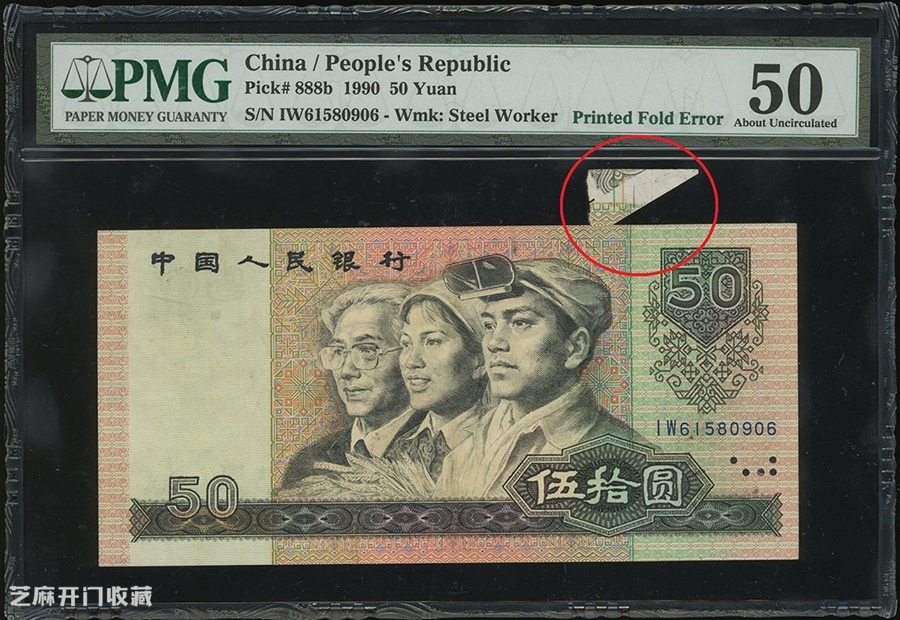 PMG
PAPER MONEY GUARANTY
China / People's Republic
Pick# 888b 1990 50 Yuan
S/N IW61580906 - Wmk: Steel Worker
Printed Fold Error
50
About Uncirculated
中国人民银行
50
IW61580906
50
伍拾圆
芝麻开门收藏